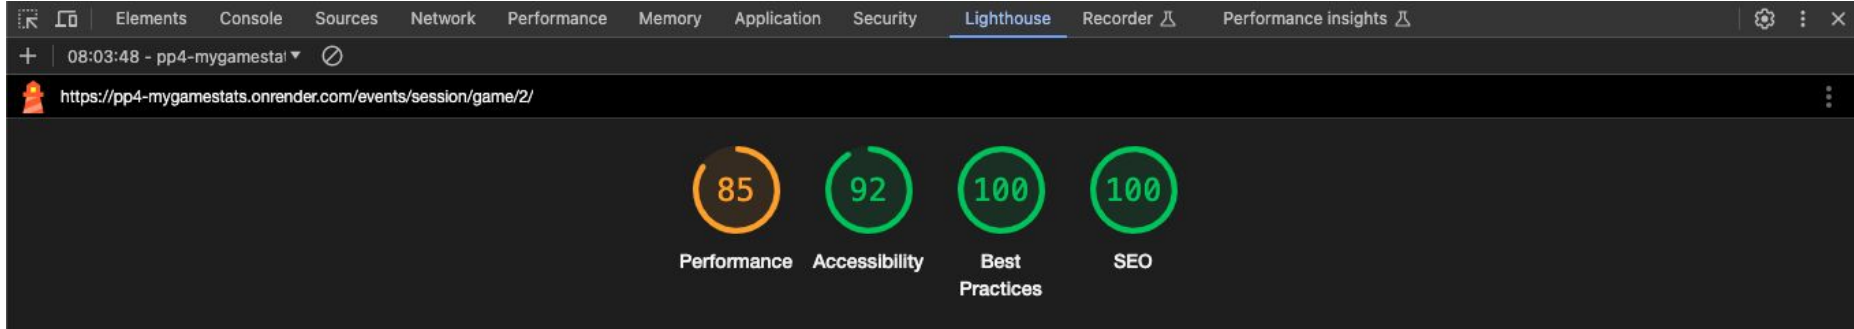 Elements Console Sources Network Performance Memory Application Security Lighthouse Recorder Performance insights
08:03:48 - pp4-mygamestat
https://pp4-mygamestats.onrender.com/events/session/game/2/
85 92 100 100
Performance Accessibility Best Practices SEO